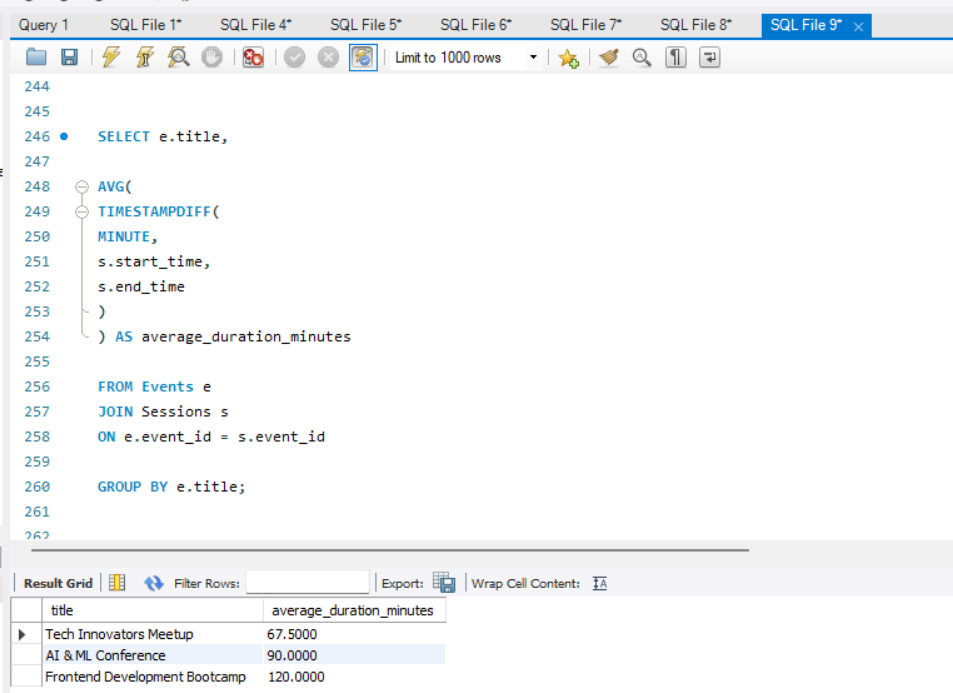 Query 1 SQL File 1* SQL File 4* SQL File 5* SQL File 6* SQL File 7* SQL File 8* SQL File 9*
Limit to 1000 rows
244
245
246 SELECT e.title,
247
248 AVG(
249 TIMESTAMPDIFF(
250 MINUTE,
251 s.start_time,
252 s.end_time
253 )
254 ) AS average_duration_minutes
255
256 FROM Events e
257 JOIN Sessions s
258 ON e.event_id = s.event_id
259
260 GROUP BY e.title;
261
262
Result Grid Filter Rows: Export: Wrap Cell Content:
title average_duration_minutes
Tech Innovators Meetup 67.5000
AI & ML Conference 90.0000
Frontend Development Bootcamp 120.0000